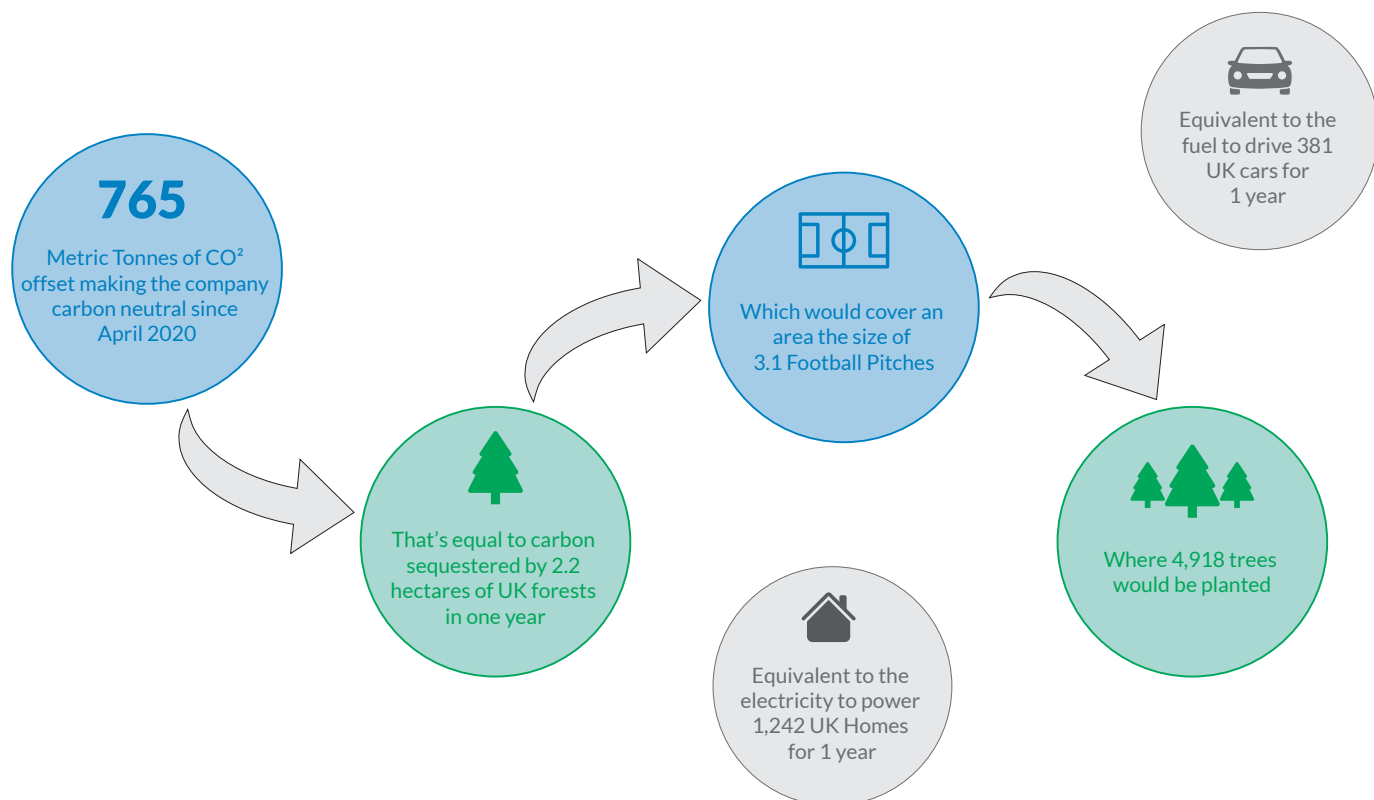 765
Metric Tonnes of CO²
offset making the company
carbon neutral since
April 2020
That’s equal to carbon
sequestered by 2.2
hectares of UK forests
in one year
Which would cover an
area the size of
3.1 Football Pitches
Where 4,918 trees
would be planted
Equivalent to the
fuel to drive 381
UK cars for
1 year
Equivalent to the
electricity to power
1,242 UK Homes
for 1 year